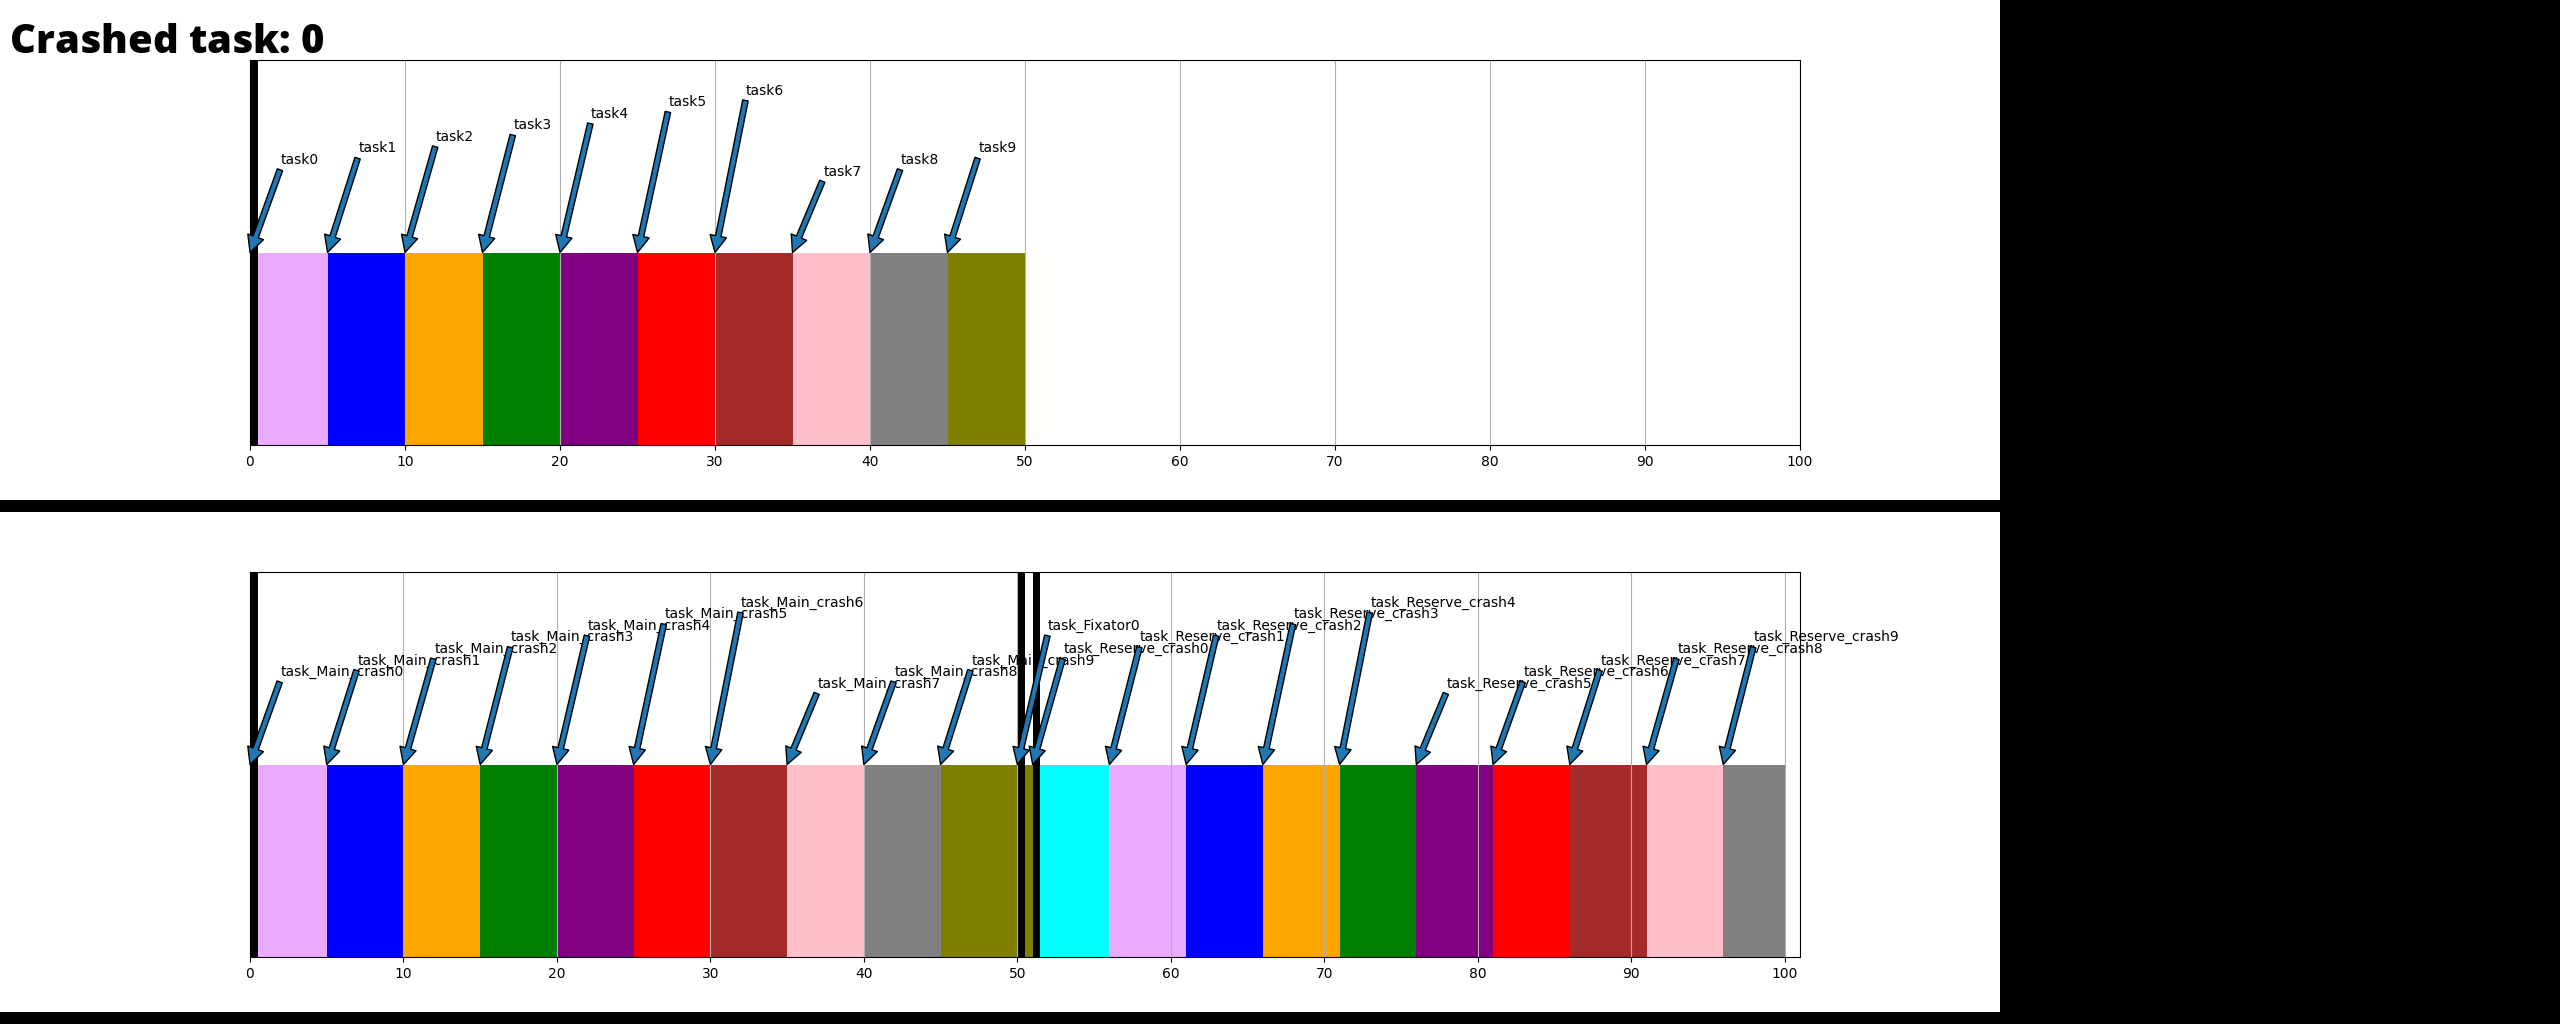 Crashed task: 0
task6
task5
task4
task3
task2
task1
task9
task0
task8
task7
0 10 20 30 40 50 60 70 80 90 100
task_Main_crash6
task_Reserve_crash4
task_Main_crash5
task_Reserve_crash3
task_Main_crash4
task_Fixator0
task_Reserve_crash2
task_Main_crash3
task_Reserve_crash1
task_Reserve_crash9
task_Main_crash2
task_Reserve_crash0
task_Reserve_crash8
task_Main_crash1
task_Main_crash9
task_Reserve_crash7
task_Main_crash0
task_Main_crash8
task_Reserve_crash6
task_Main_crash7
task_Reserve_crash5
0 10 20 30 40 50 60 70 80 90 100